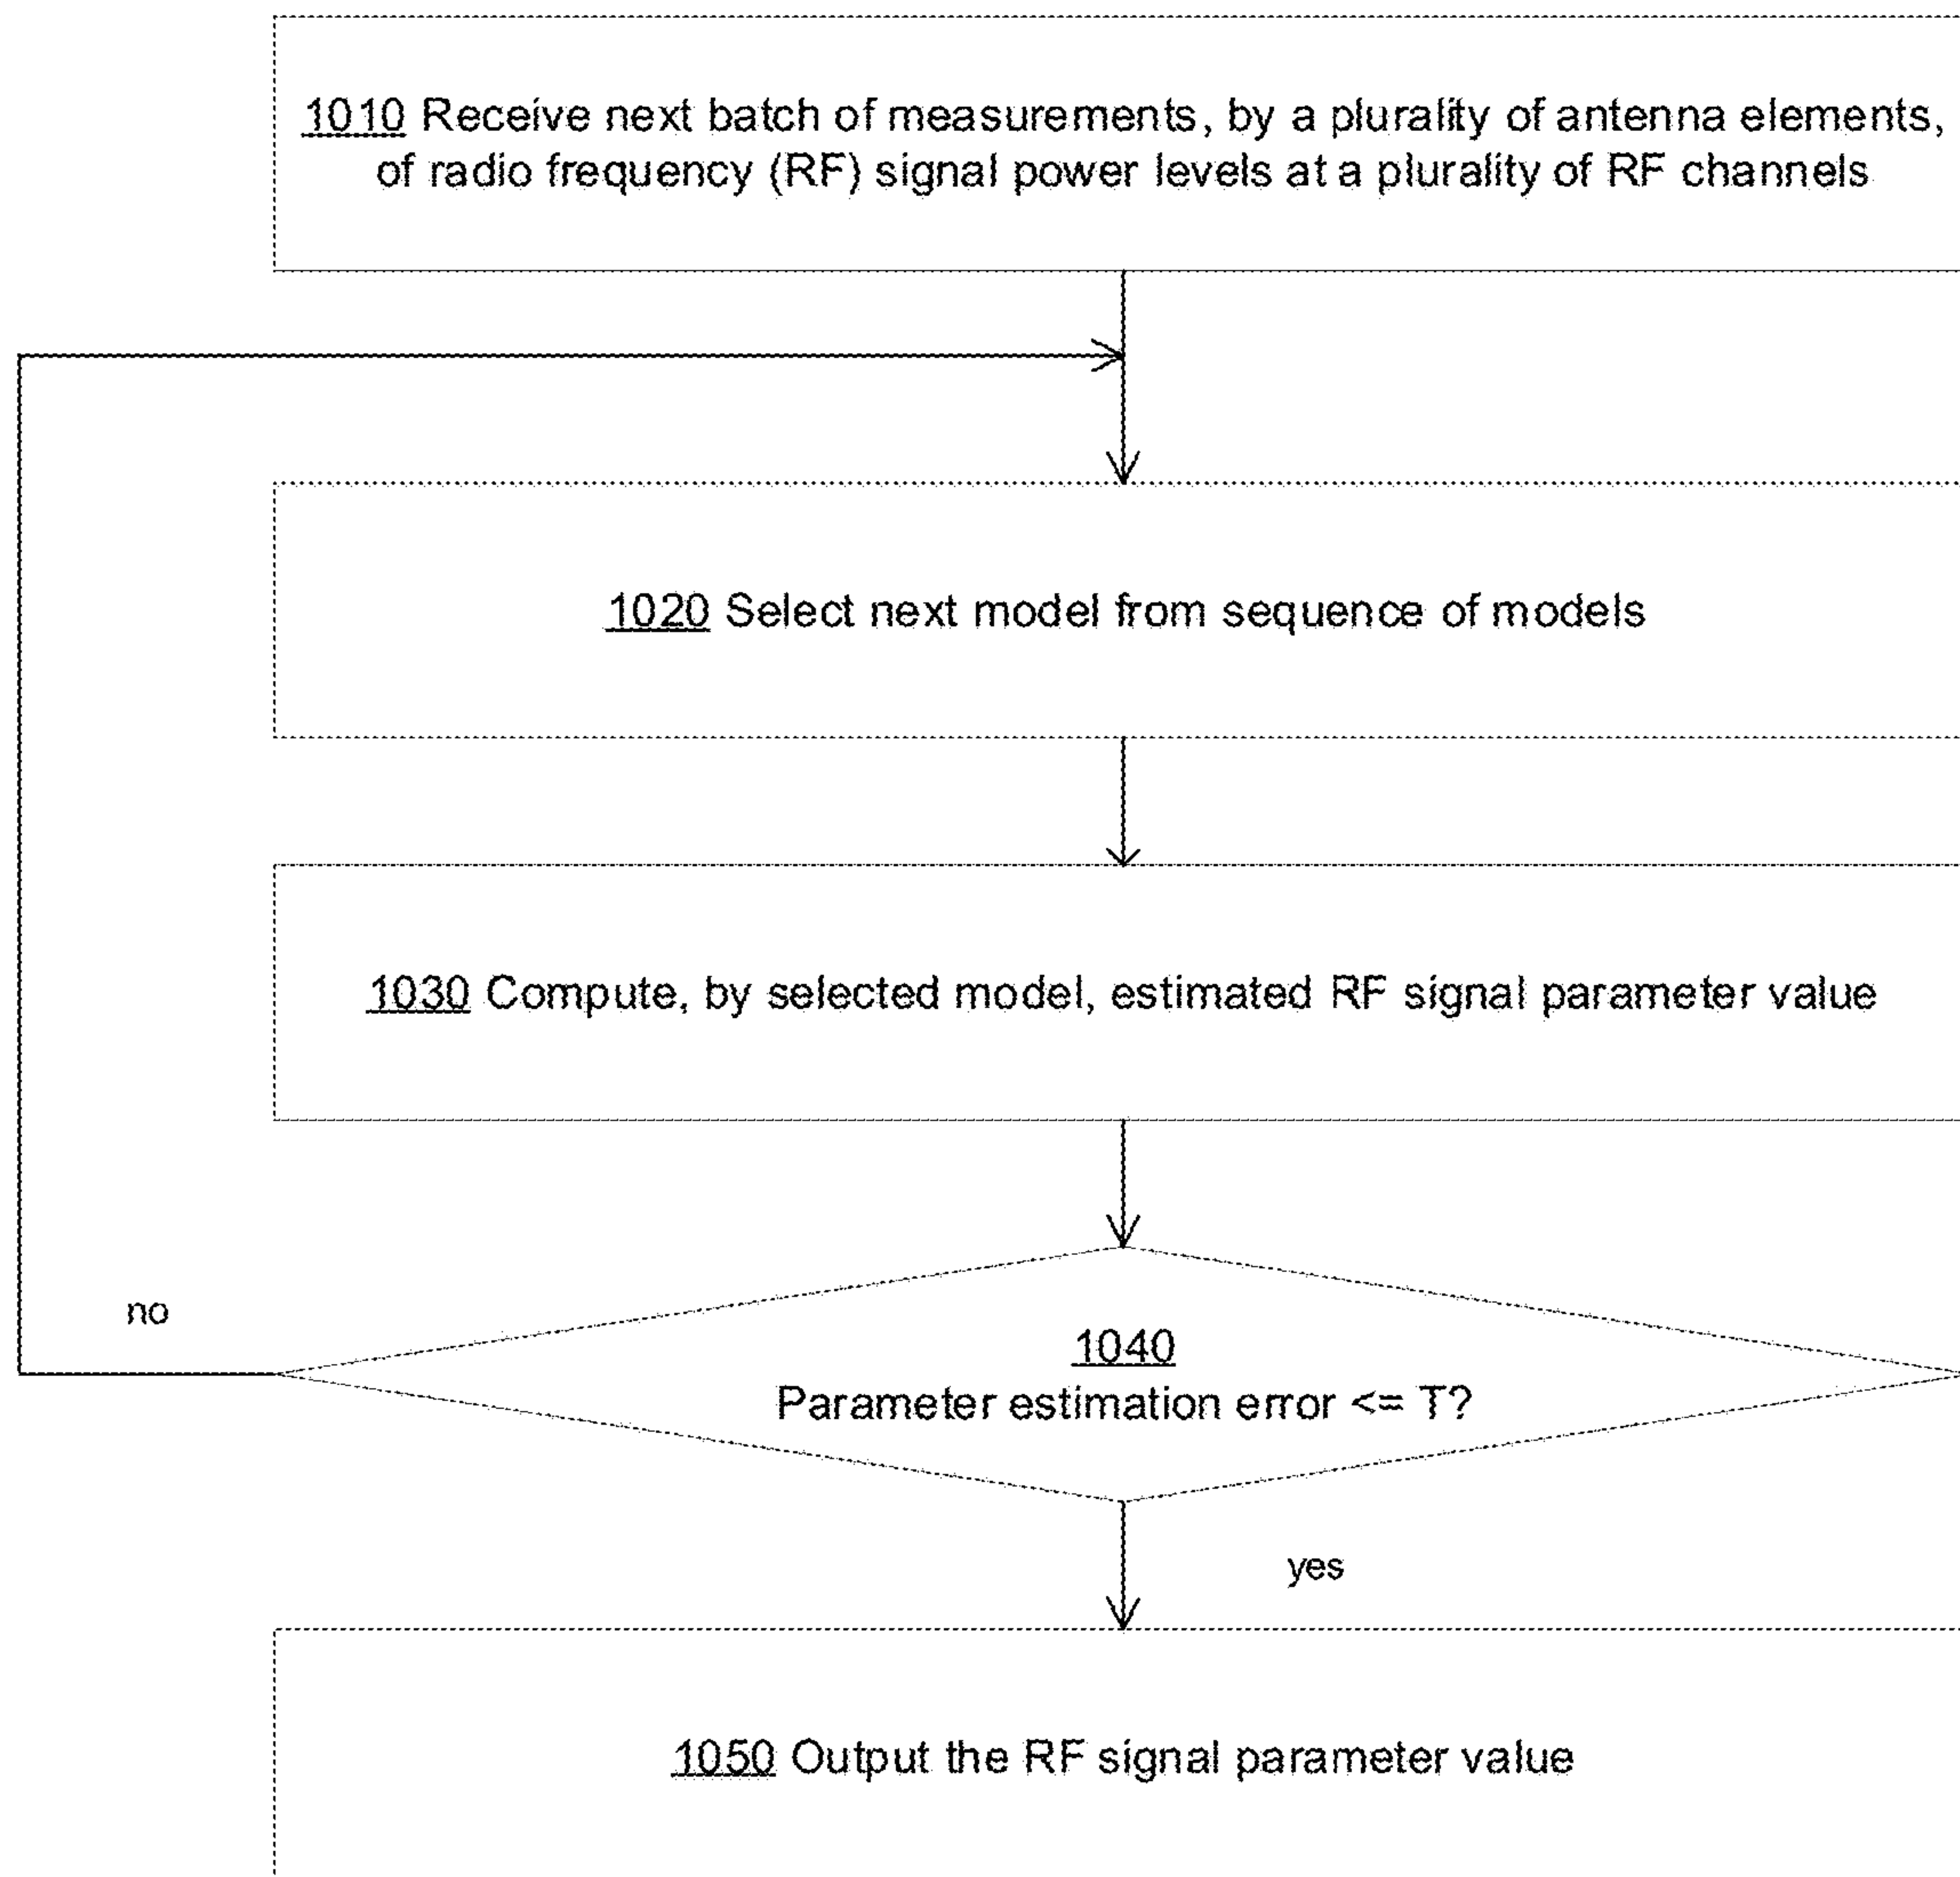 1010 Receive next batch of measurements, by a plurality of antenna elements,
of radio frequency (RF) signal power levels at a plurality of RF channels
1020 Select next model from sequence of models
1030 Compute, by selected model, estimated RF signal parameter value
no
1040
Parameter estimation error <= T?
yes
1050 Output the RF signal parameter value